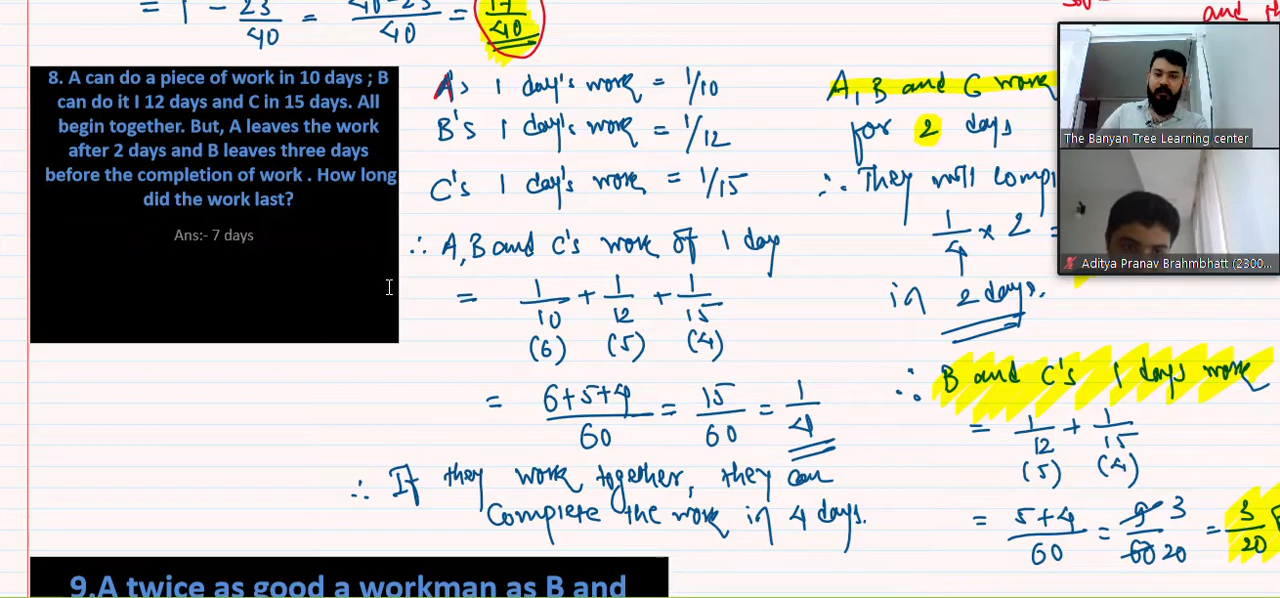 = 1 - 23/40 = 40-23/40 = 17/40
and th
8. A can do a piece of work in 10 days ; B
can do it I 12 days and C in 15 days. All
begin together. But, A leaves the work
after 2 days and B leaves three days
before the completion of work . How long
did the work last?
Ans:- 7 days
A's 1 day's work = 1/10
B's 1 day's work = 1/12
C's 1 day's work = 1/15
∴ A, B and C's work of 1 day
= 1/10 + 1/12 + 1/15
(6) (5) (4)
= 6+5+4/60 = 15/60 = 1/4
∴ If they work together, they can
complete the work in 4 days.
A, B and C work
for 2 days
∴ They will compl
1/4 × 2 =
in 2 days.
∴ B and C's 1 days work
= 1/12 + 1/15
(5) (4)
= 5+4/60 = 9/60 3/20 = 3/20
The Banyan Tree Learning center
Aditya Pranav Brahmbhatt (2300...
9.A twice as good a workman as B and